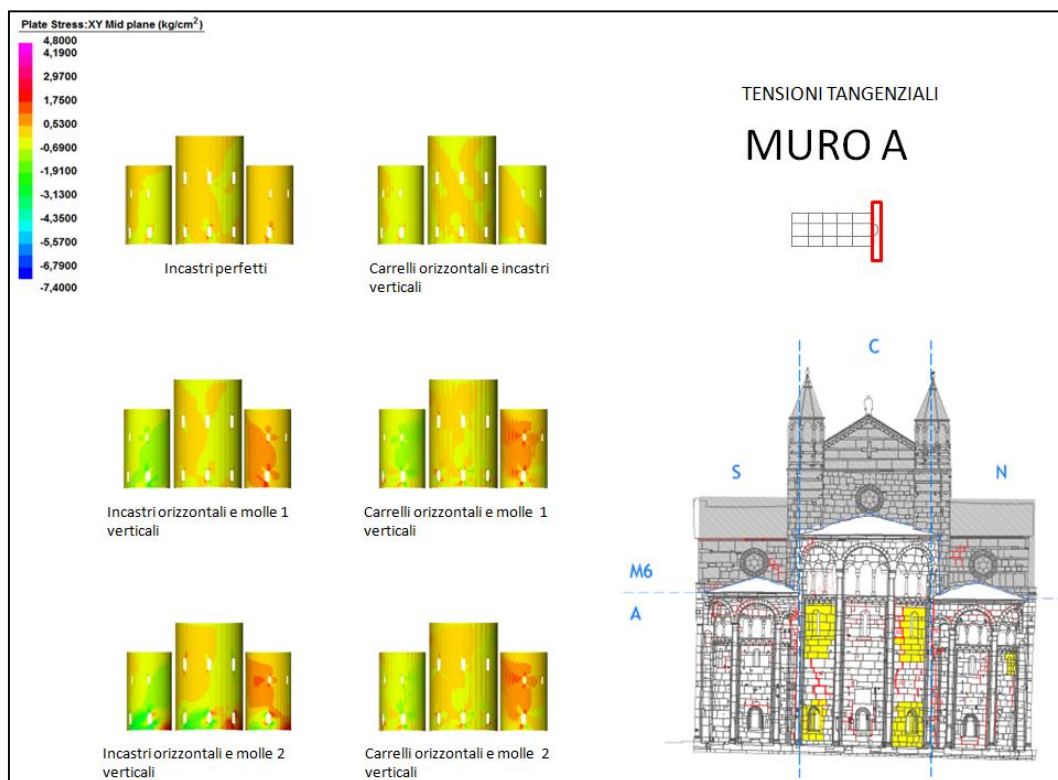 Plate Stress:XY Mid plane (kg/cm²)
4,8000
4,1900
2,9700
1,7500
0,5300
-0,6900
-1,9100
-3,1300
-4,3500
-5,5700
-6,7900
-7,4000
TENSIONI TANGENZIALI
MURO A
Incastri perfetti
Carrelli orizzontali e incastri
verticali
Incastri orizzontali e molle 1
verticali
Carrelli orizzontali e molle 1
verticali
Incastri orizzontali e molle 2
verticali
Carrelli orizzontali e molle 2
verticali
C
S
N
M6
A